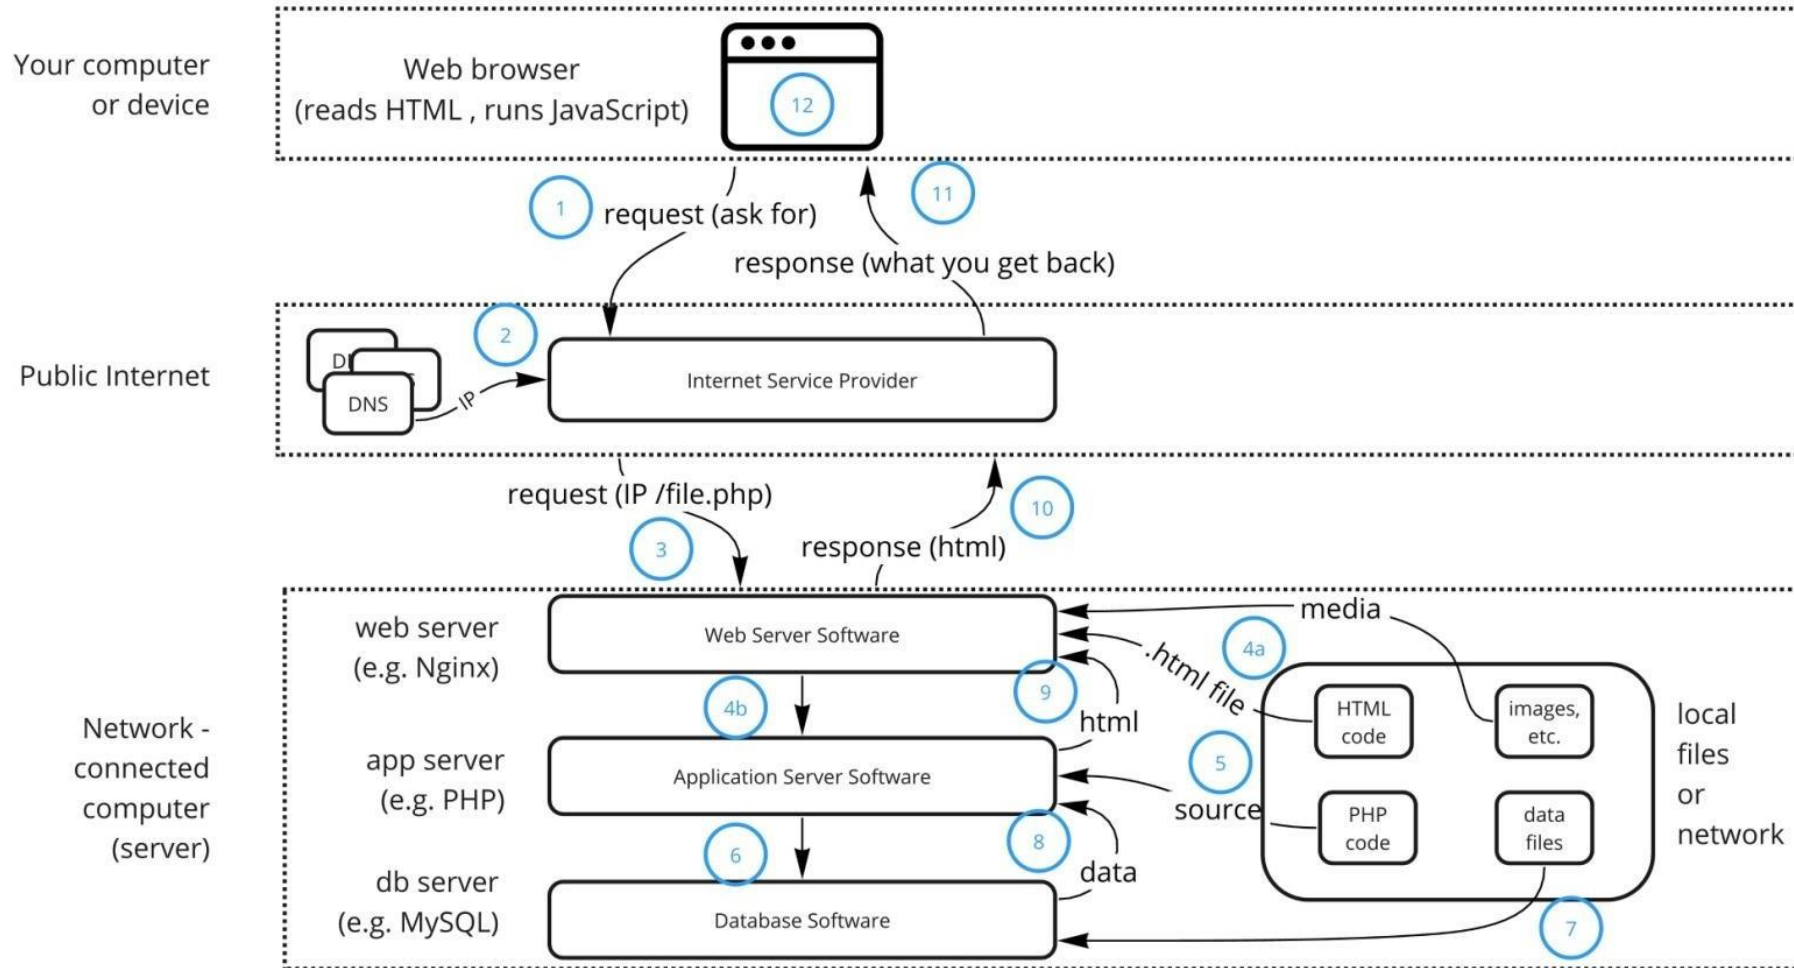 Your computer
or device
Web browser
(reads HTML , runs JavaScript)
12
1
request (ask for)
11
response (what you get back)
Public Internet
2
DNS
IP
Internet Service Provider
request (IP /file.php)
3
10
response (html)
Network -
connected
computer
(server)
web server
(e.g. Nginx)
Web Server Software
media
4a
.html file
4b
9
html
app server
(e.g. PHP)
Application Server Software
5
source
HTML
code
images,
etc.
PHP
code
data
files
local
files
or
network
6
8
data
db server
(e.g. MySQL)
Database Software
7